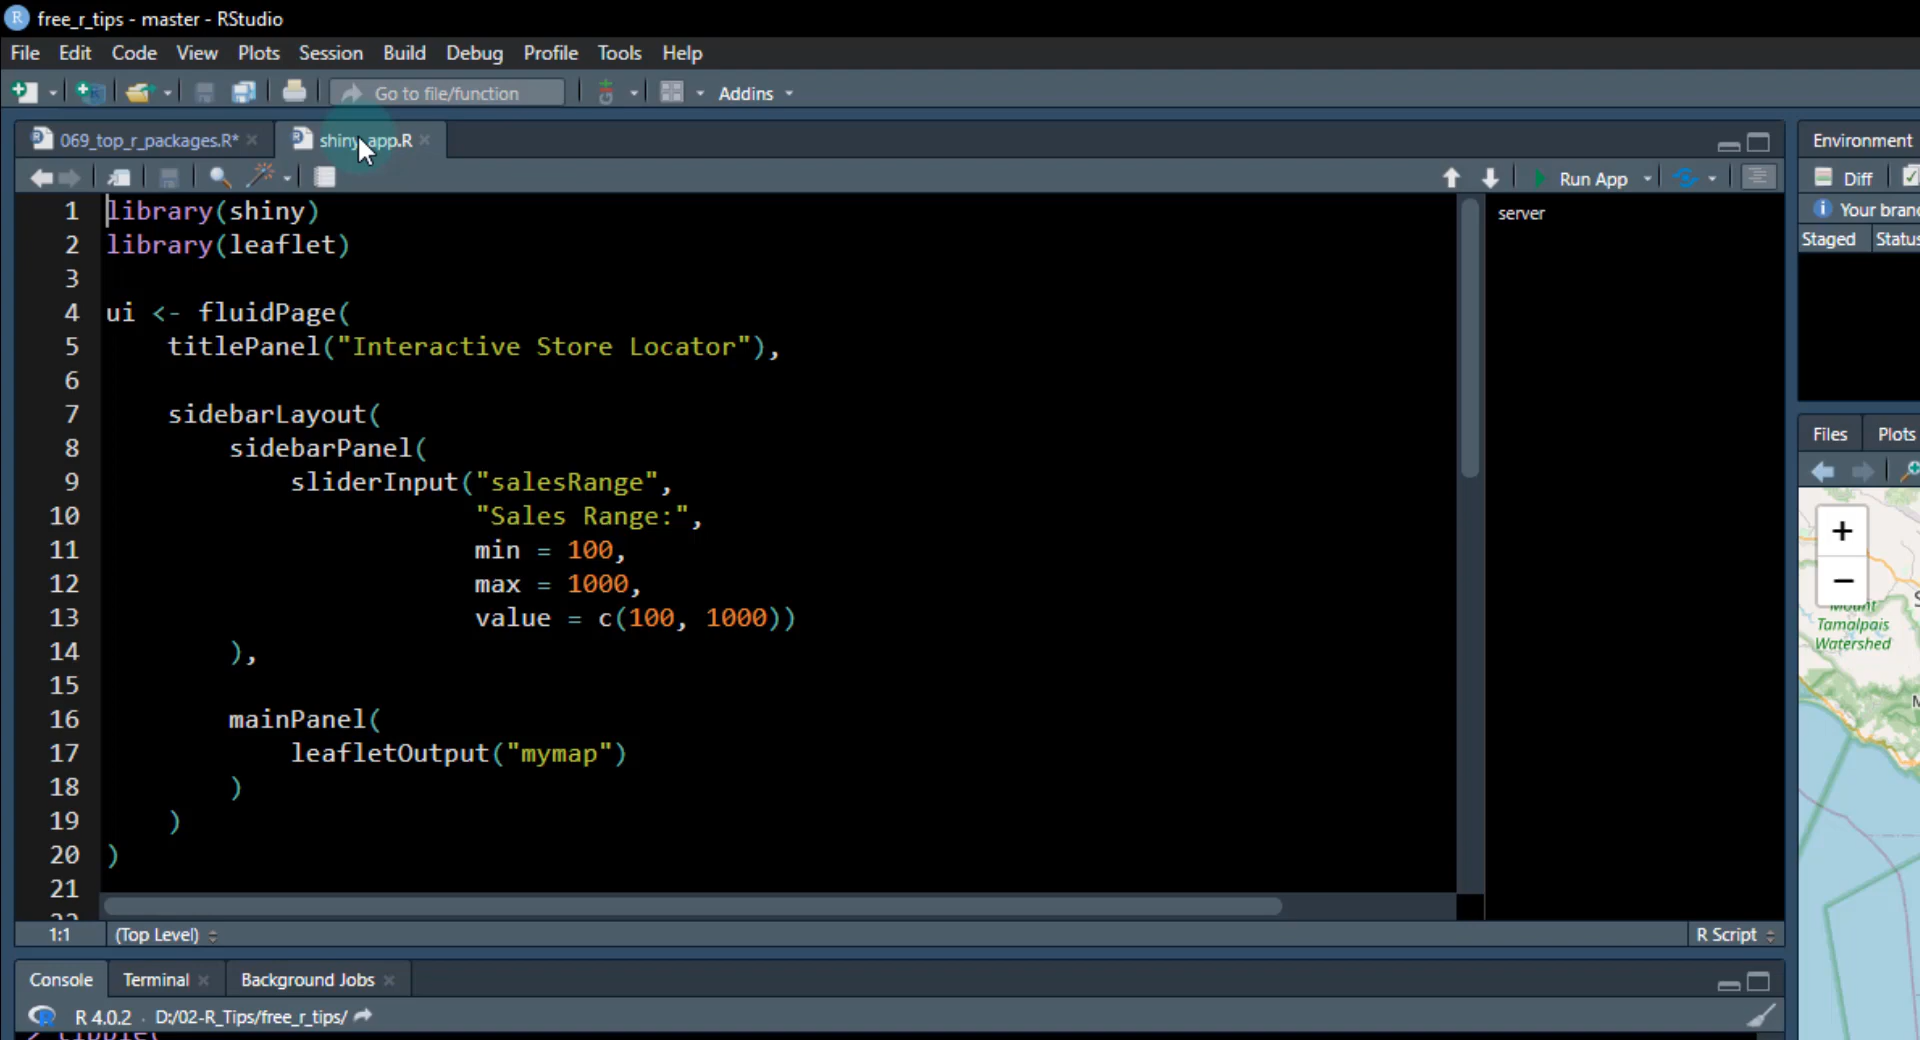 free_r_tips - master - RStudio
File Edit Code View Plots Session Build Debug Profile Tools Help
Go to file/function Addins
069_top_r_packages.R* shiny_app.R
Run App
1 library(shiny)
2 library(leaflet)
3
4 ui <- fluidPage(
5 titlePanel("Interactive Store Locator"),
6
7 sidebarLayout(
8 sidebarPanel(
9 sliderInput("salesRange",
10 "Sales Range:",
11 min = 100,
12 max = 1000,
13 value = c(100, 1000))
14 ),
15
16 mainPanel(
17 leafletOutput("mymap")
18 )
19 )
20 )
21
server
1:1 (Top Level) R Script
Console Terminal Background Jobs
R 4.0.2 · D:/02-R_Tips/free_r_tips/
Environment
Diff
Your branc
Staged Status
Files Plots
+
−
Mount
Tamalpais
Watershed